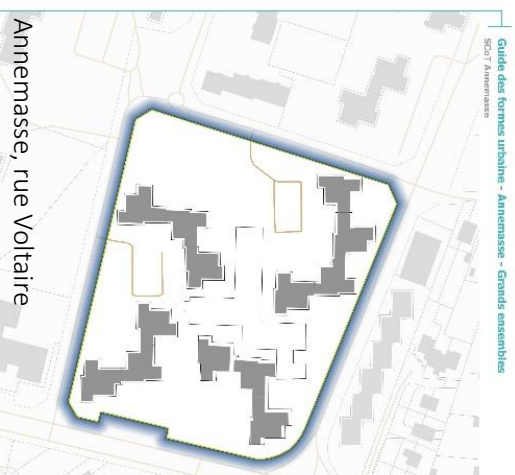 Guide des formes urbaine - Annemasse - Grands ensembles
SCoT Annemasse
Annemasse, rue Voltaire